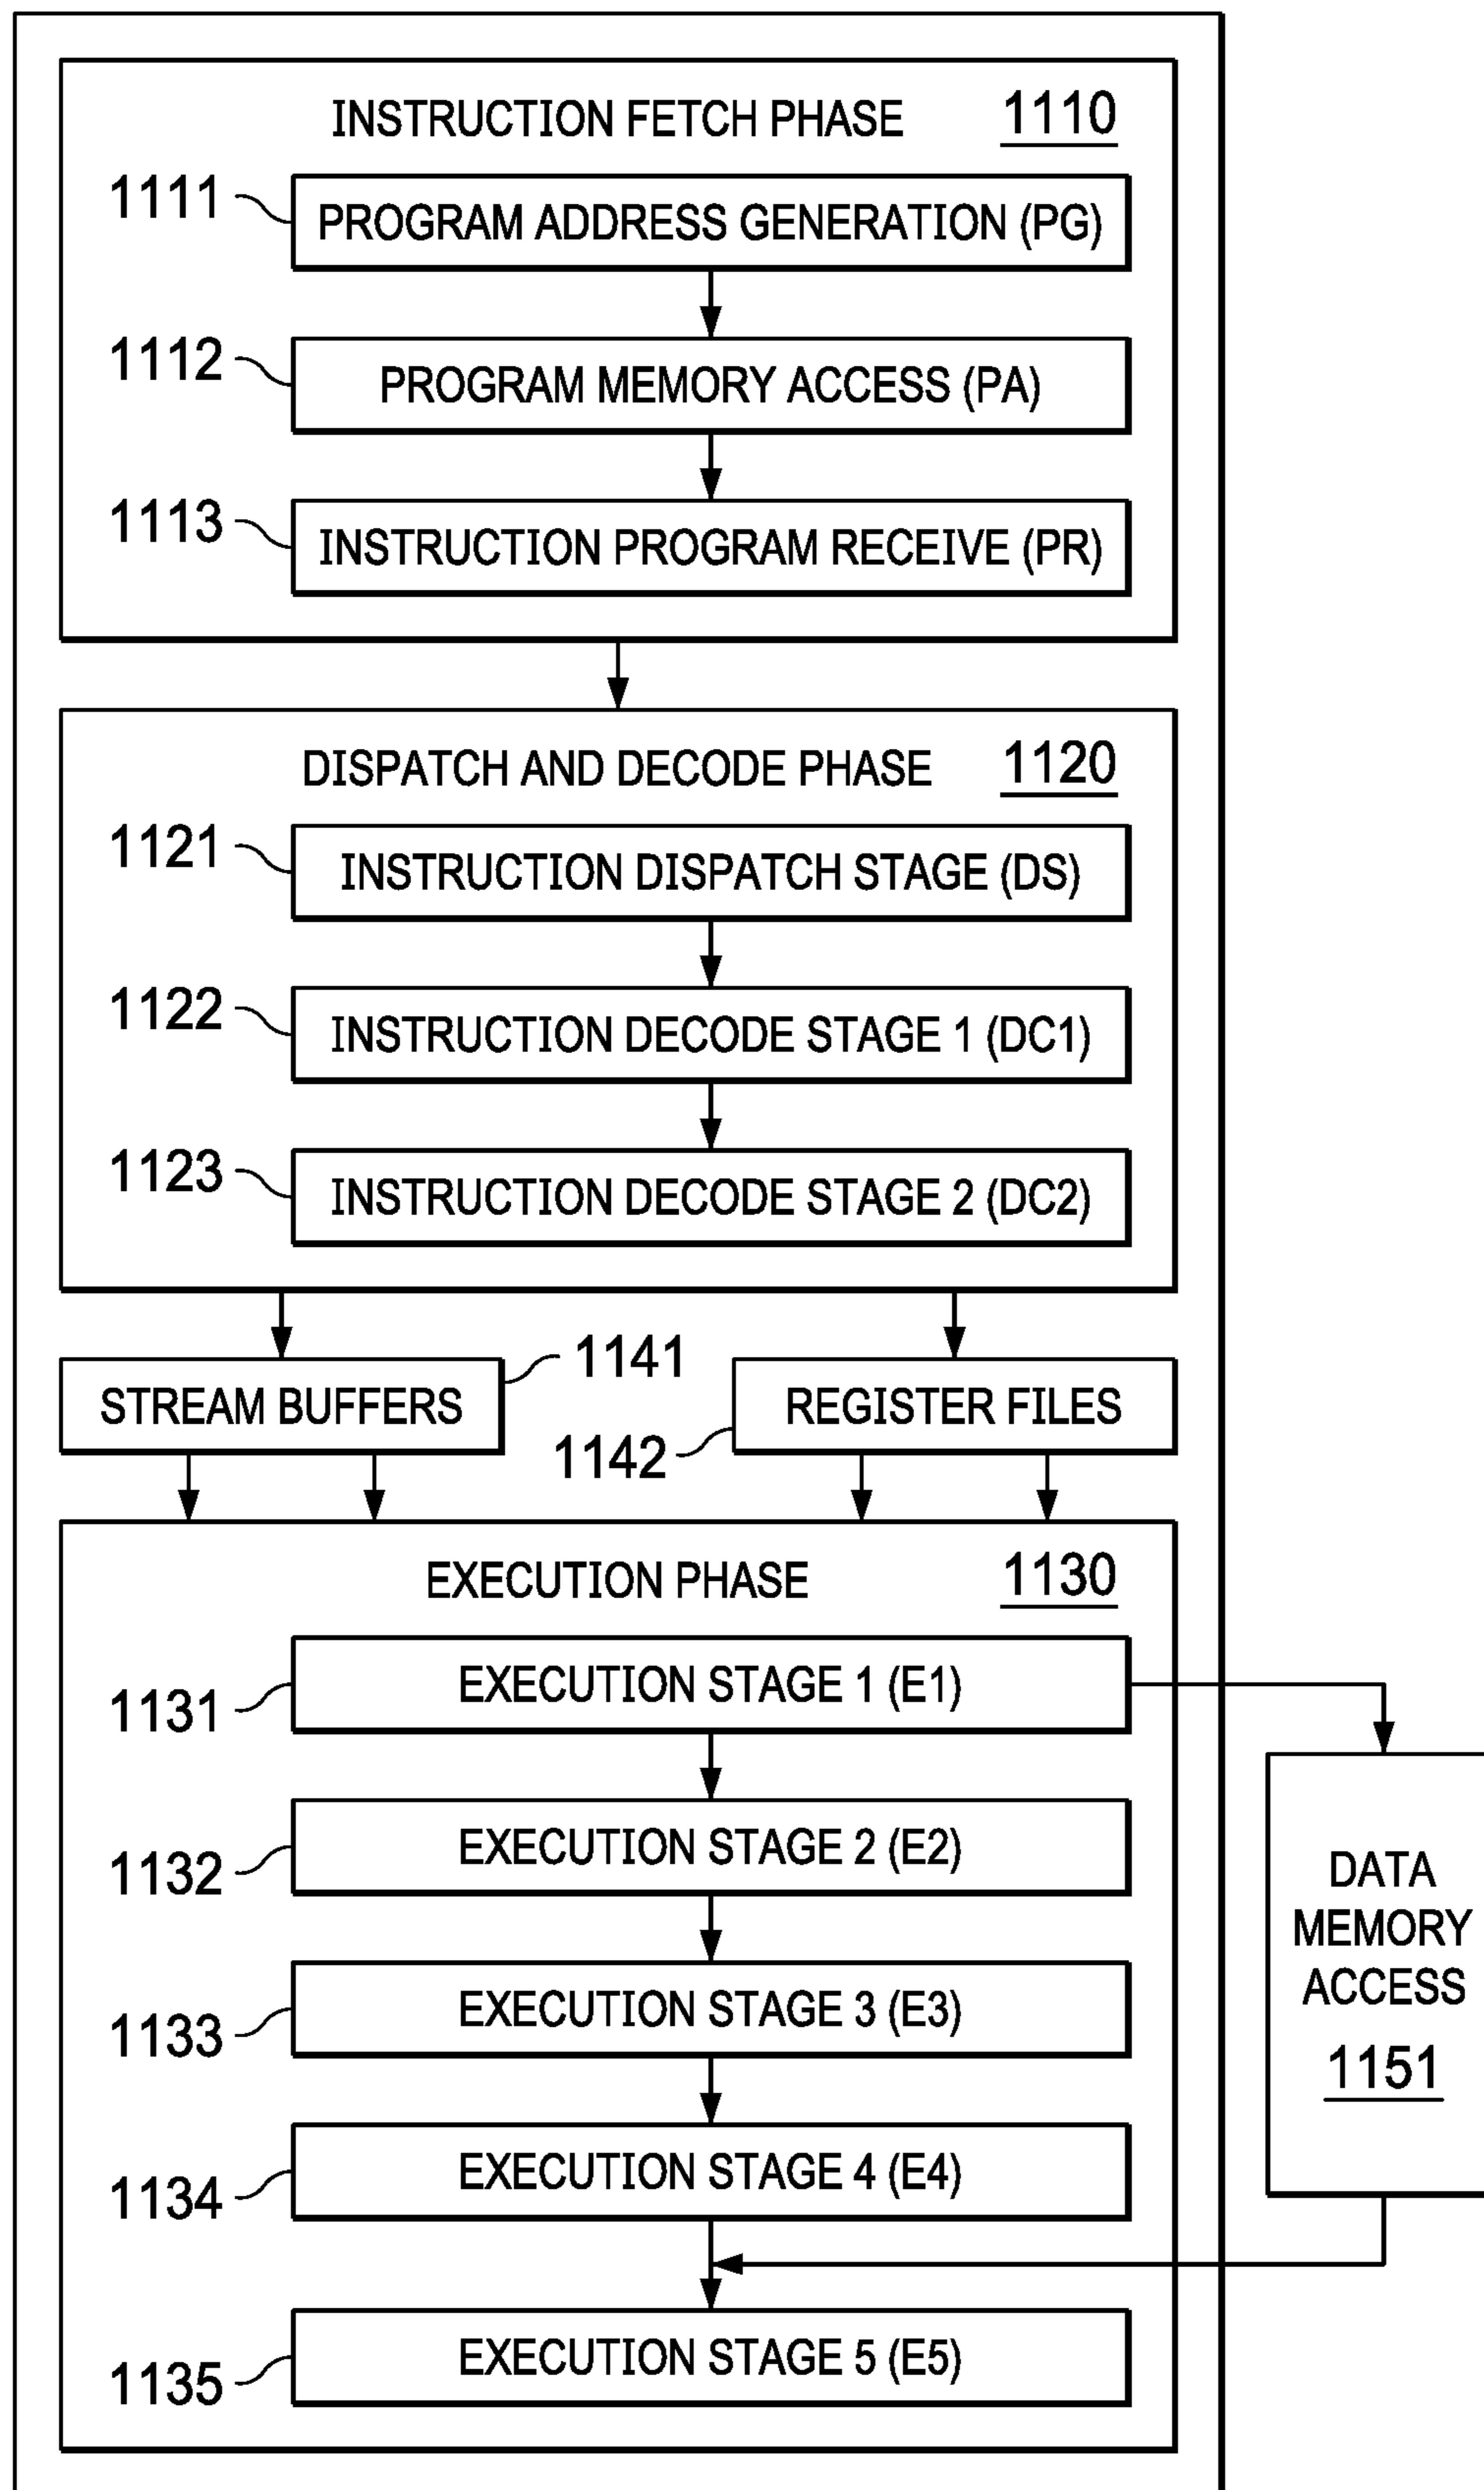 INSTRUCTION FETCH PHASE 1110
1111 PROGRAM ADDRESS GENERATION (PG)
1112 PROGRAM MEMORY ACCESS (PA)
1113 INSTRUCTION PROGRAM RECEIVE (PR)
DISPATCH AND DECODE PHASE 1120
1121 INSTRUCTION DISPATCH STAGE (DS)
1122 INSTRUCTION DECODE STAGE 1 (DC1)
1123 INSTRUCTION DECODE STAGE 2 (DC2)
STREAM BUFFERS 1141
1142 REGISTER FILES
EXECUTION PHASE 1130
1131 EXECUTION STAGE 1 (E1)
1132 EXECUTION STAGE 2 (E2)
1133 EXECUTION STAGE 3 (E3)
1134 EXECUTION STAGE 4 (E4)
1135 EXECUTION STAGE 5 (E5)
DATA
MEMORY
ACCESS
1151